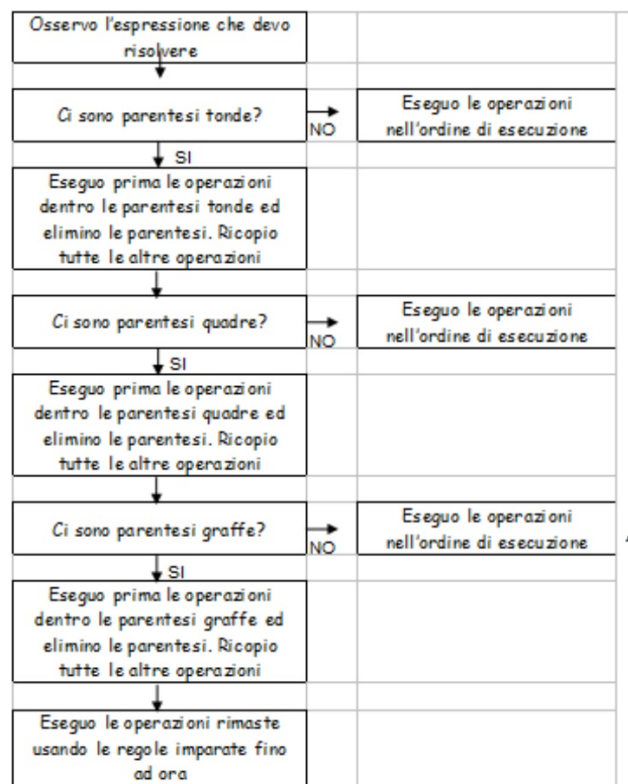 Osservo l'espressione che devo
risolvere
Ci sono parentesi tonde?
NO
Eseguo le operazioni
nell'ordine di esecuzione
SI
Eseguo prima le operazioni
dentro le parentesi tonde ed
elimino le parentesi. Ricopio
tutte le altre operazioni
Ci sono parentesi quadre?
NO
Eseguo le operazioni
nell'ordine di esecuzione
SI
Eseguo prima le operazioni
dentro le parentesi quadre ed
elimino le parentesi. Ricopio
tutte le altre operazioni
Ci sono parentesi graffe?
NO
Eseguo le operazioni
nell'ordine di esecuzione
SI
Eseguo prima le operazioni
dentro le parentesi graffe ed
elimino le parentesi. Ricopio
tutte le altre operazioni
Eseguo le operazioni rimaste
usando le regole imparate fino
ad ora